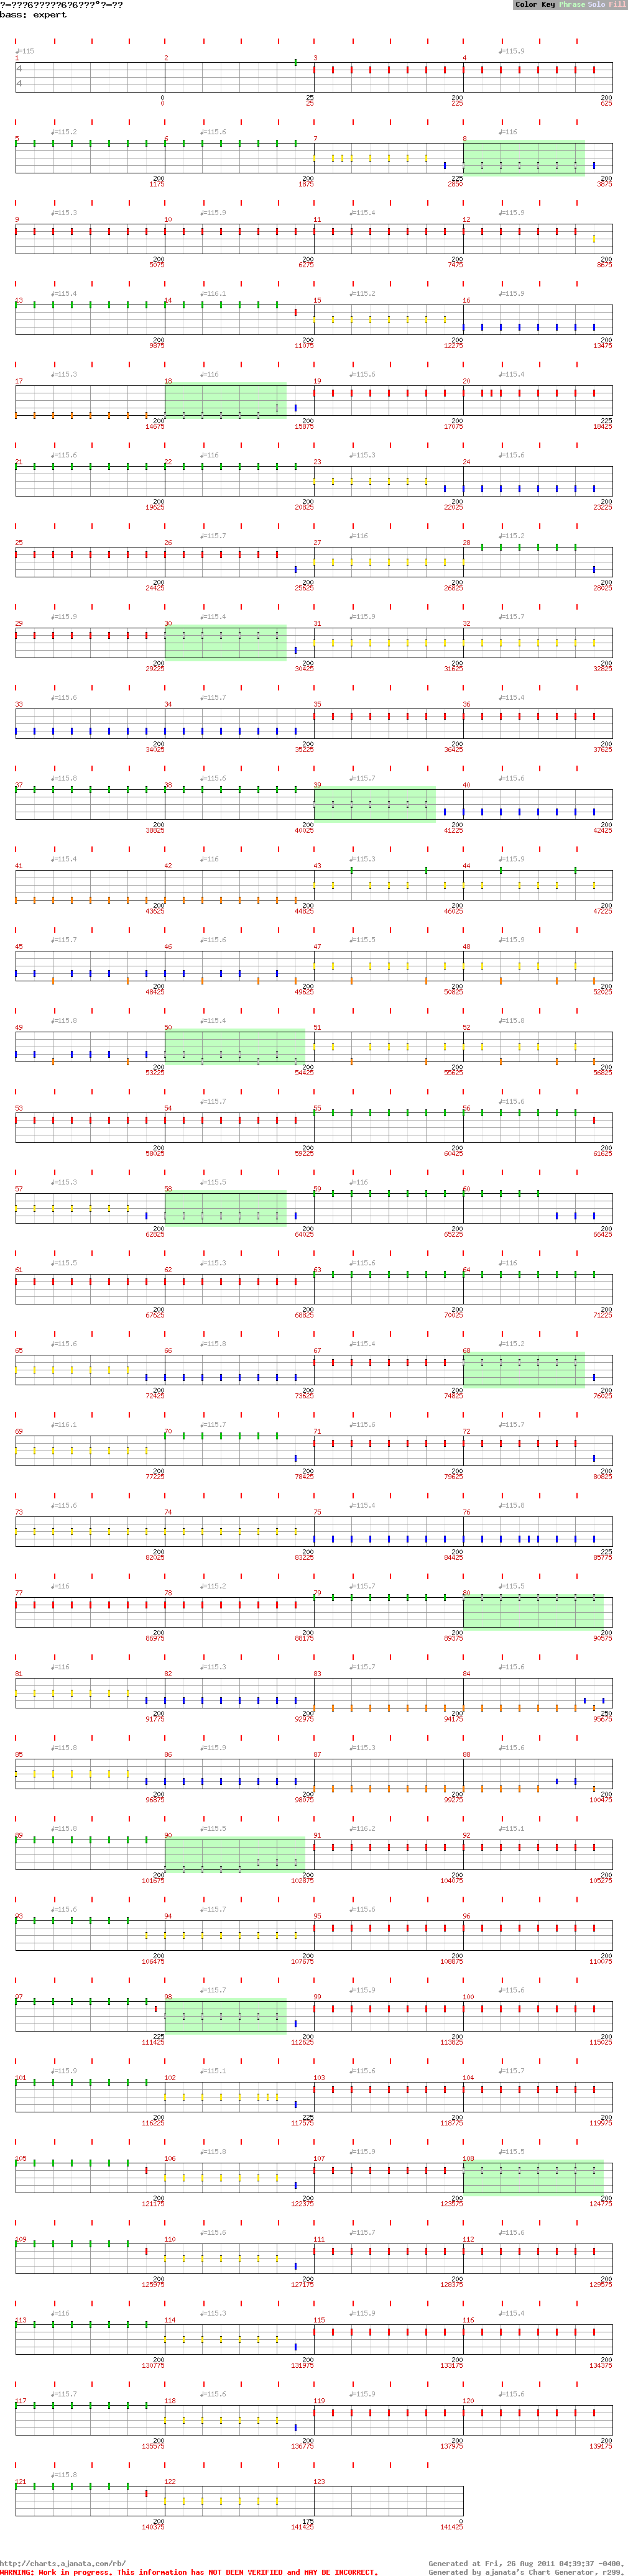 ?-???6?????6?6???°?-??
Color Key Phrase Solo Fill
bass: expert
♩=115 ♩=115.9
1 2 3 4
0 25 200 200
0 25 225 625
♩=115.2 ♩=115.6 ♩=116
5 6 7 8
200 200 225 200
1175 1875 2850 3875
♩=115.3 ♩=115.9 ♩=115.4 ♩=115.9
9 10 11 12
200 200 200 200
5075 6275 7475 8675
♩=115.4 ♩=116.1 ♩=115.2 ♩=115.9
13 14 15 16
200 200 200 200
9875 11075 12275 13475
♩=115.3 ♩=116 ♩=115.6 ♩=115.4
17 18 19 20
200 200 200 225
14675 15875 17075 18425
♩=115.6 ♩=116 ♩=115.3 ♩=115.6
21 22 23 24
200 200 200 200
19625 20825 22025 23225
♩=115.7 ♩=116 ♩=115.2
25 26 27 28
200 200 200 200
24425 25625 26825 28025
♩=115.9 ♩=115.4 ♩=115.9 ♩=115.7
29 30 31 32
200 200 200 200
29225 30425 31625 32825
♩=115.6 ♩=115.7 ♩=115.4
33 34 35 36
200 200 200 200
34025 35225 36425 37625
♩=115.8 ♩=115.6 ♩=115.7 ♩=115.6
37 38 39 40
200 200 200 200
38825 40025 41225 42425
♩=115.4 ♩=116 ♩=115.3 ♩=115.9
41 42 43 44
200 200 200 200
43625 44825 46025 47225
♩=115.7 ♩=115.6 ♩=115.5 ♩=115.9
45 46 47 48
200 200 200 200
48425 49625 50825 52025
♩=115.8 ♩=115.4 ♩=115.8
49 50 51 52
200 200 200 200
53225 54425 55625 56825
♩=115.7 ♩=115.6
53 54 55 56
200 200 200 200
58025 59225 60425 61625
♩=115.3 ♩=115.5 ♩=116
57 58 59 60
200 200 200 200
62825 64025 65225 66425
♩=115.5 ♩=115.3 ♩=115.6 ♩=116
61 62 63 64
200 200 200 200
67625 68825 70025 71225
♩=115.6 ♩=115.8 ♩=115.4 ♩=115.2
65 66 67 68
200 200 200 200
72425 73625 74825 76025
♩=116.1 ♩=115.7 ♩=115.6 ♩=115.7
69 70 71 72
200 200 200 200
77225 78425 79625 80825
♩=115.6 ♩=115.4 ♩=115.8
73 74 75 76
200 200 200 225
82025 83225 84425 85775
♩=116 ♩=115.2 ♩=115.7 ♩=115.5
77 78 79 80
200 200 200 200
86975 88175 89375 90575
♩=116 ♩=115.3 ♩=115.7 ♩=115.6
81 82 83 84
200 200 200 250
91775 92975 94175 95675
♩=115.8 ♩=115.9 ♩=115.3 ♩=115.6
85 86 87 88
200 200 200 200
96875 98075 99275 100475
♩=115.8 ♩=115.5 ♩=116.2 ♩=115.1
89 90 91 92
200 200 200 200
101675 102875 104075 105275
♩=115.6 ♩=115.7 ♩=115.6
93 94 95 96
200 200 200 200
106475 107675 108875 110075
♩=115.7 ♩=115.9 ♩=115.6
97 98 99 100
225 200 200 200
111425 112625 113825 115025
♩=115.9 ♩=115.1 ♩=115.6 ♩=115.7
101 102 103 104
200 225 200 200
116225 117575 118775 119975
♩=115.8 ♩=115.9 ♩=115.5
105 106 107 108
200 200 200 200
121175 122375 123575 124775
♩=115.6 ♩=115.7 ♩=115.6
109 110 111 112
200 200 200 200
125975 127175 128375 129575
♩=116 ♩=115.3 ♩=115.9 ♩=115.4
113 114 115 116
200 200 200 200
130775 131975 133175 134375
♩=115.7 ♩=115.6 ♩=115.9 ♩=115.6
117 118 119 120
200 200 200 200
135575 136775 137975 139175
♩=115.8
121 122 123
200 175 0
140375 141425 141425
http://charts.ajanata.com/rb/
Generated at Fri, 26 Aug 2011 04:39:37 -0400.
WARNING: Work in progress. This information has NOT BEEN VERIFIED and MAY BE INCORRECT.
Generated by ajanata's Chart Generator, r299.